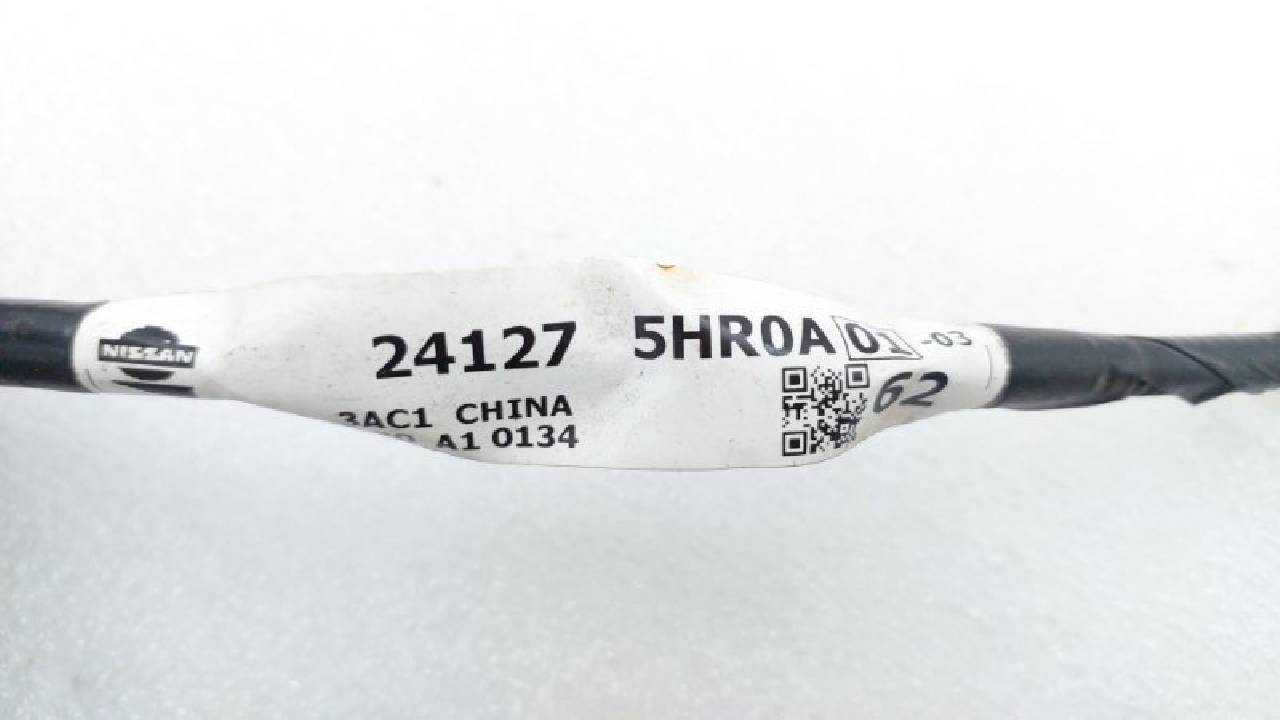 NISSAN
24127 5HR0A 01 -03
62
3AC1 CHINA
A1 0134